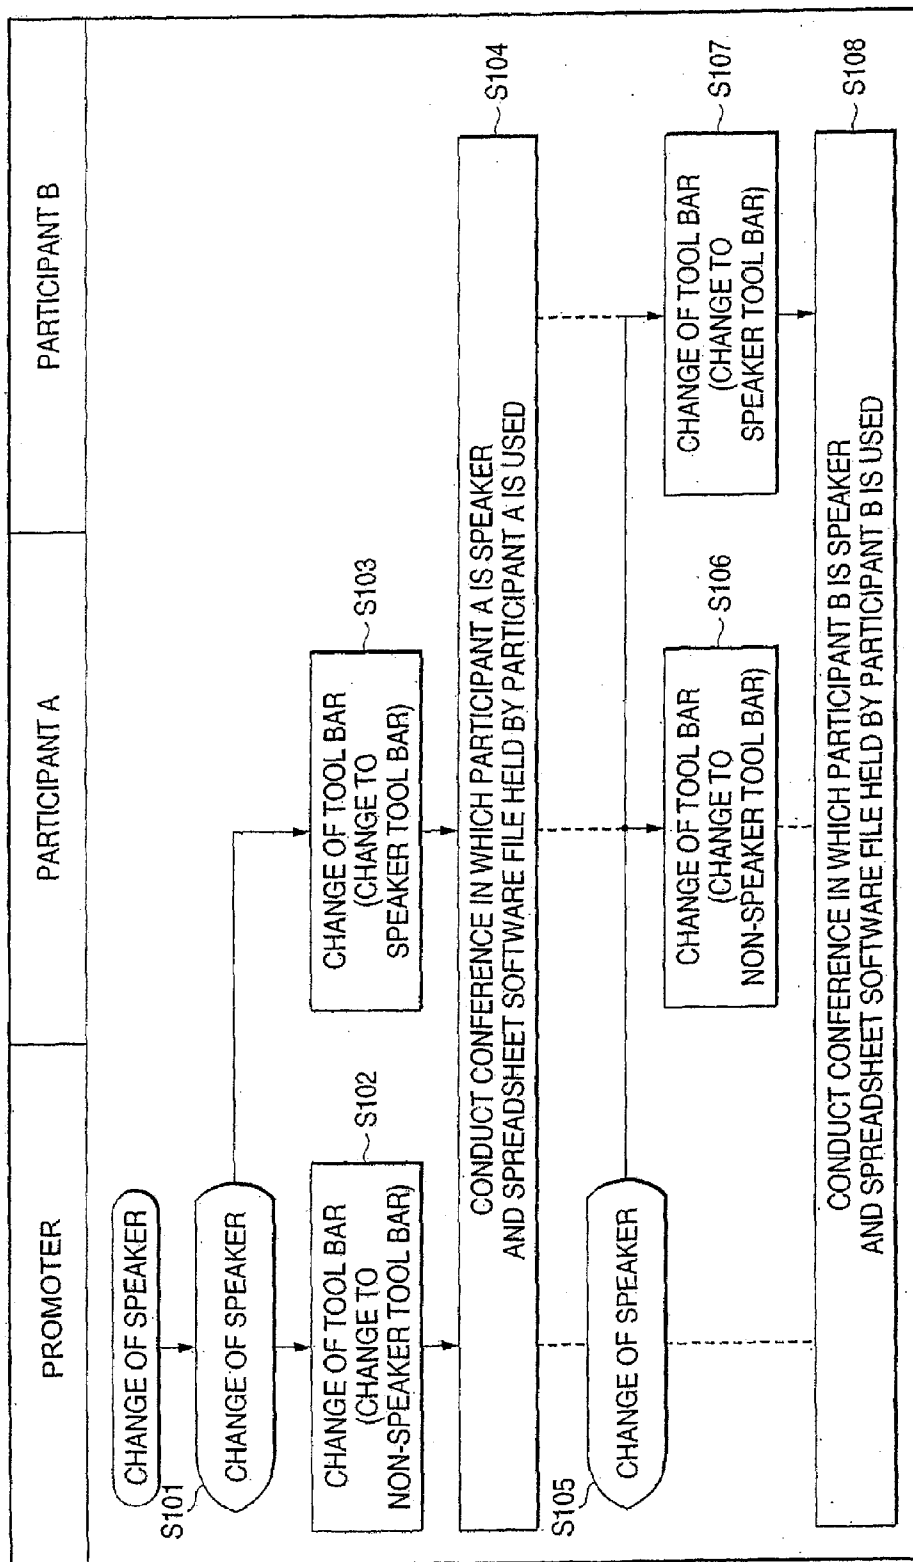 PROMOTER
PARTICIPANT A
PARTICIPANT B
CHANGE OF SPEAKER
S101
CHANGE OF SPEAKER
CHANGE OF TOOL BAR
(CHANGE TO
NON-SPEAKER TOOL BAR)
S102
CHANGE OF TOOL BAR
(CHANGE TO
SPEAKER TOOL BAR)
S103
CONDUCT CONFERENCE IN WHICH PARTICIPANT A IS SPEAKER
AND SPREADSHEET SOFTWARE FILE HELD BY PARTICIPANT A IS USED
S104
S105
CHANGE OF SPEAKER
CHANGE OF TOOL BAR
(CHANGE TO
NON-SPEAKER TOOL BAR)
S106
CHANGE OF TOOL BAR
(CHANGE TO
SPEAKER TOOL BAR)
S107
CONDUCT CONFERENCE IN WHICH PARTICIPANT B IS SPEAKER
AND SPREADSHEET SOFTWARE FILE HELD BY PARTICIPANT B IS USED
S108